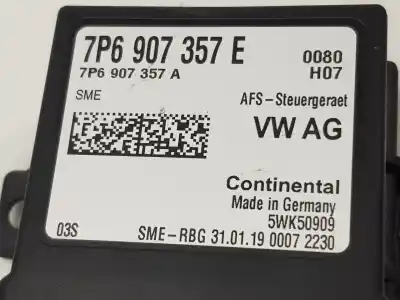 7P6 907 357 E 0080
7P6 907 357 A H07
SME AFS-Steuergeraet
VW AG
Continental
Made in Germany
5WK50909
03S SME-RBG 31.01.19 0007 2230